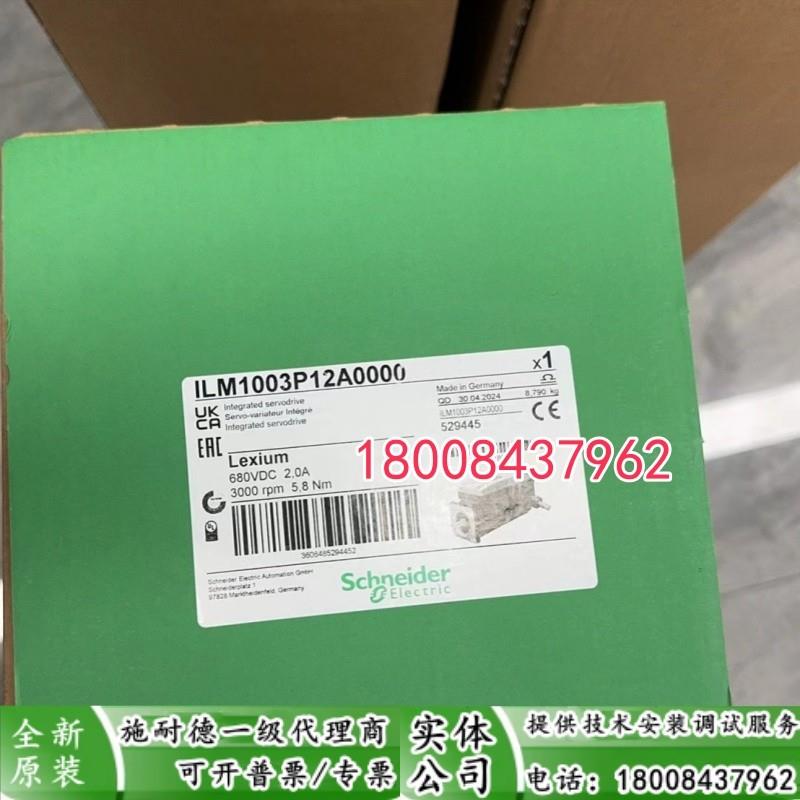 ILM1003P12A0000
x1
UK
CA
Integrated servodrive
Servo-variateur Intégré
Integrated servodrive
Made in Germany
QD 30.04.2024
8,790 kg
ILM1003P12A0000
529445
CE
EAC
Lexium
680VDC 2,0A
3000 rpm 5,8 Nm
18008437962
3606485294452
Schneider Electric Automation GmbH
Schneiderplatz 1
97828 Marktheidenfeld, Germany
Schneider
Electric
全新
原装
施耐德一级代理商
可开普票/专票
实体
公司
提供技术安装调试服务
电话：18008437962